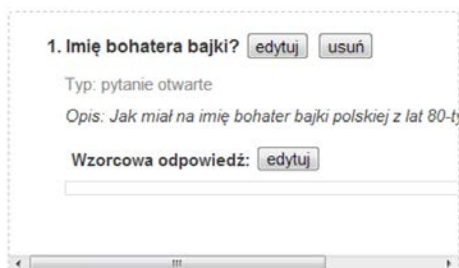 1. Imię bohatera bajki? edytuj usuń
Typ: pytanie otwarte
Opis: Jak miał na imię bohater bajki polskiej z lat 80-ty
Wzorcowa odpowiedź: edytuj